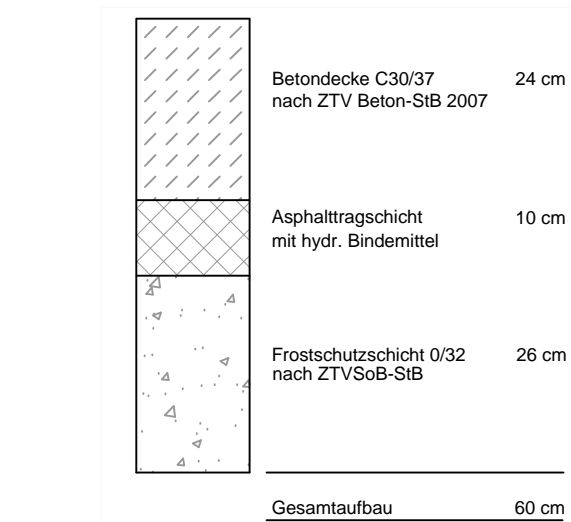 Betondecke C30/37 24 cm
nach ZTV Beton-StB 2007
Asphalttragschicht 10 cm
mit hydr. Bindemittel
Frostschutzschicht 0/32 26 cm
nach ZTVSoB-StB
Gesamtaufbau 60 cm